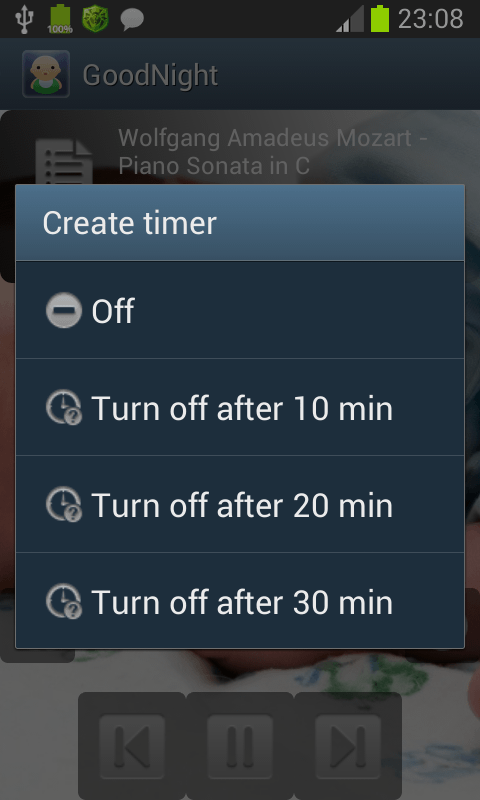 100%
23:08
GoodNight
Wolfgang Amadeus Mozart -
Piano Sonata in C
Create timer
Off
Turn off after 10 min
Turn off after 20 min
Turn off after 30 min